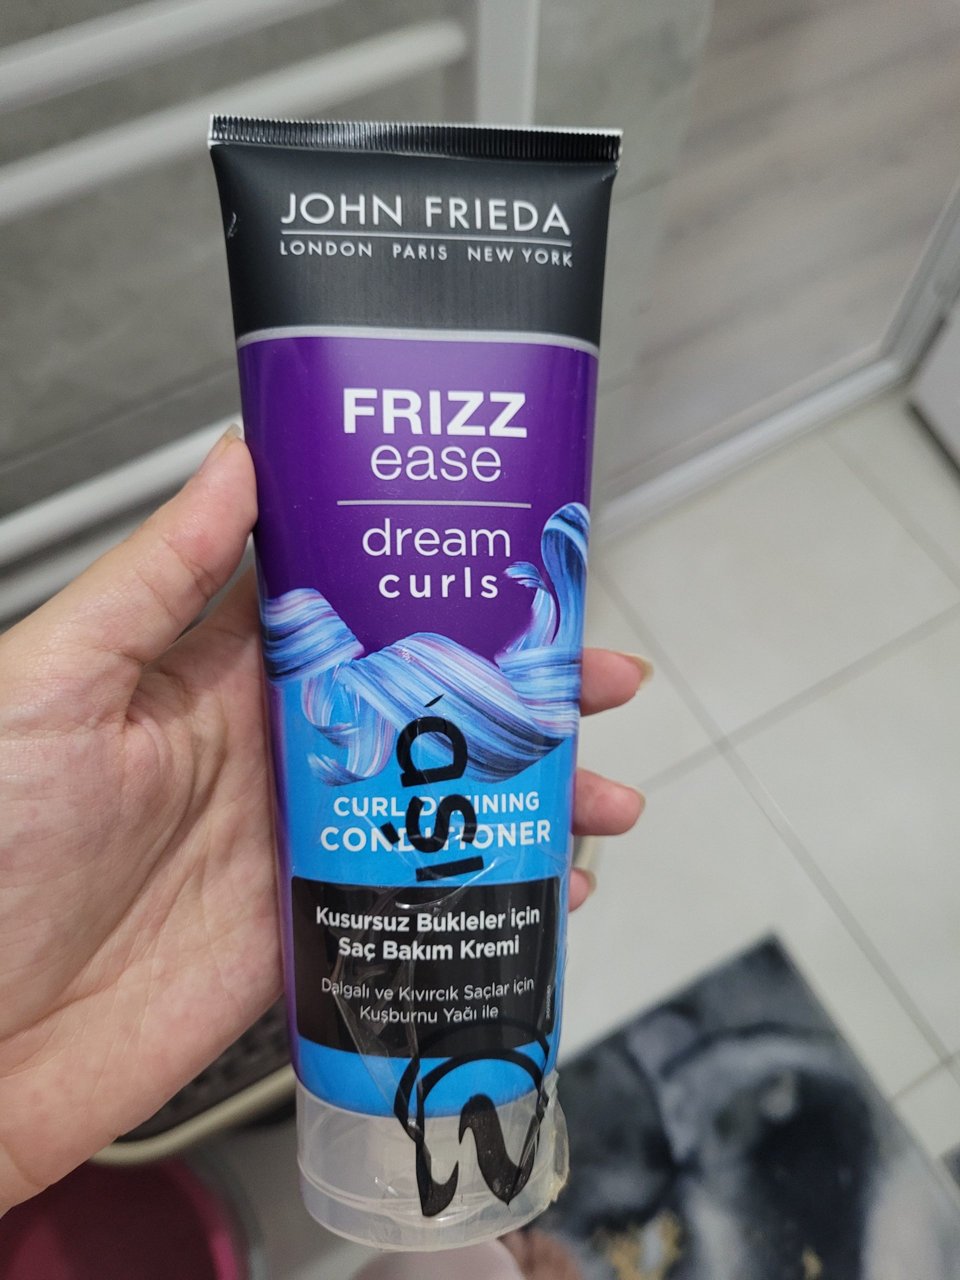 JOHN FRIEDA
LONDON PARIS NEW YORK
FRIZZ
ease
dream
curls
CURL DEFINING
CONDITIONER
Kusursuz Bukleler için
Saç Bakım Kremi
Dalgalı ve Kıvırcık Saçlar için
Kuşburnu Yağı ile